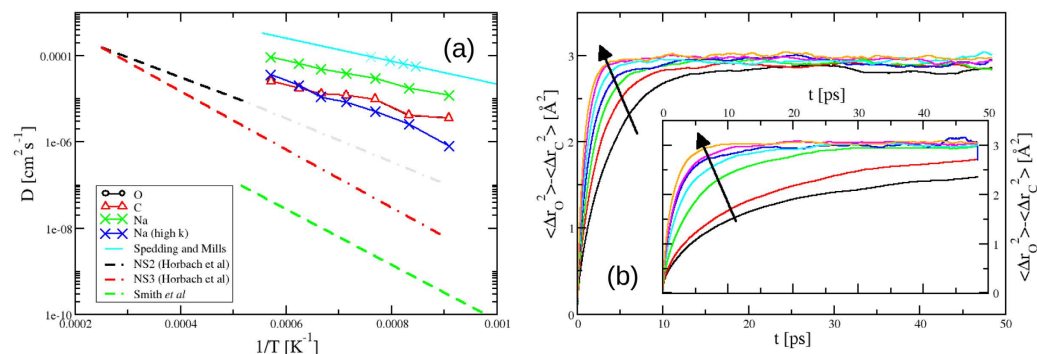 (a)
D [cm² s⁻¹]
0.0001
1e-06
1e-08
1e-10
0.0002
0.0004
0.0006
0.0008
0.001
1/T [K⁻¹]
O
C
Na
Na (high k)
Spedding and Mills
NS2 (Horbach et al)
NS3 (Horbach et al)
Smith et al
(b)
<Δr_O²>-<Δr_C²> [Å²]
0
1
2
3
0 10 20 30 40 50
t [ps]
t [ps]
0 10 20 30 40 50
3
2
1
0
<Δr_O²>-<Δr_C²> [Å²]